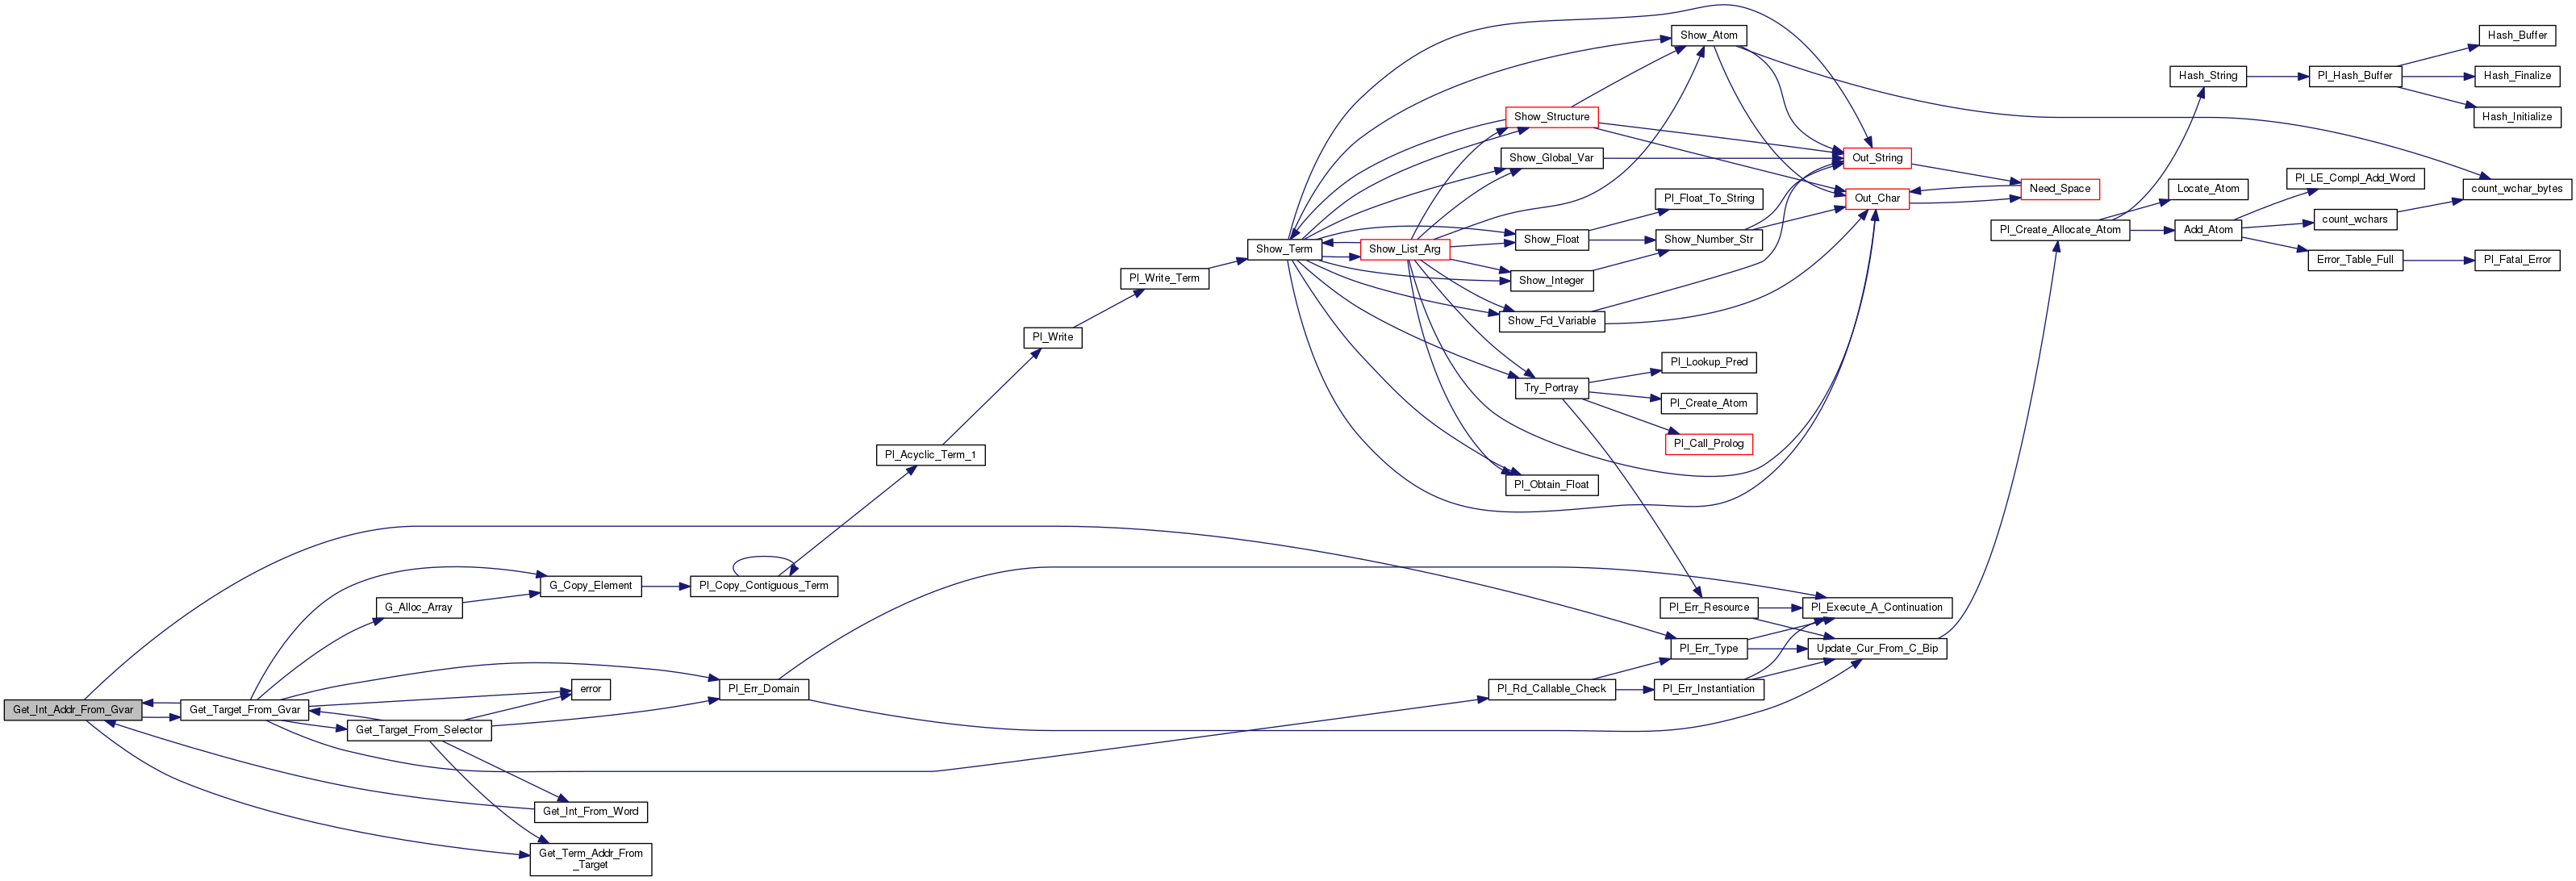 Get_Int_Addr_From_Gvar
Get_Target_From_Gvar
G_Alloc_Array
Get_Target_From_Selector
G_Copy_Element
error
Get_Int_From_Word
Get_Term_Addr_From
_Target
Pl_Copy_Contiguous_Term
Pl_Err_Domain
Pl_Acyclic_Term_1
Pl_Write
Pl_Write_Term
Show_Term
Show_List_Arg
Show_Structure
Show_Global_Var
Show_Float
Show_Integer
Show_Fd_Variable
Try_Portray
Pl_Obtain_Float
Pl_Rd_Callable_Check
Show_Atom
Pl_Float_To_String
Show_Number_Str
Pl_Lookup_Pred
Pl_Create_Atom
Pl_Call_Prolog
Pl_Err_Resource
Pl_Err_Type
Pl_Err_Instantiation
Out_String
Out_Char
Pl_Execute_A_Continuation
Update_Cur_From_C_Bip
Need_Space
Pl_Create_Allocate_Atom
Hash_String
Locate_Atom
Add_Atom
Pl_Hash_Buffer
Pl_LE_Compl_Add_Word
count_wchars
Error_Table_Full
Hash_Buffer
Hash_Finalize
Hash_Initialize
count_wchar_bytes
Pl_Fatal_Error